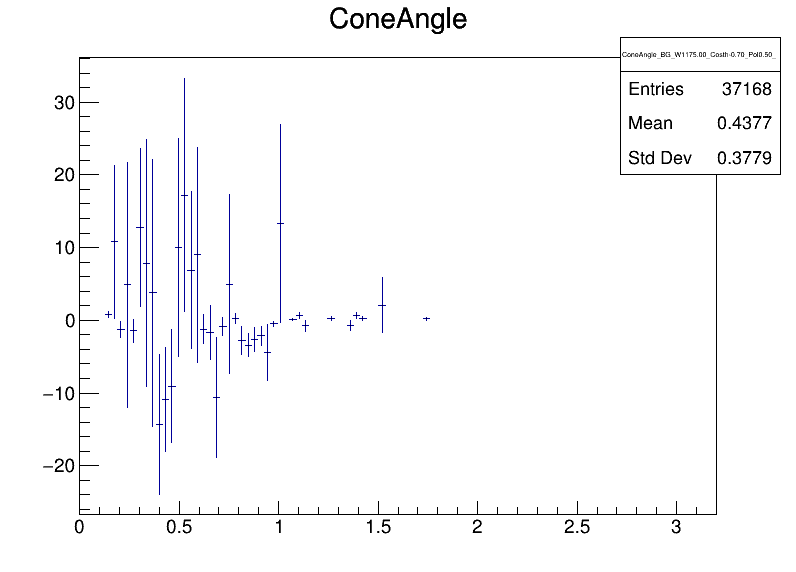 ConeAngle
ConeAngle_BG_W1175.00_Costh-0.70_Pol0.50_
Entries 37168
Mean 0.4377
Std Dev 0.3779
30
20
10
0
−10
−20
0 0.5 1 1.5 2 2.5 3